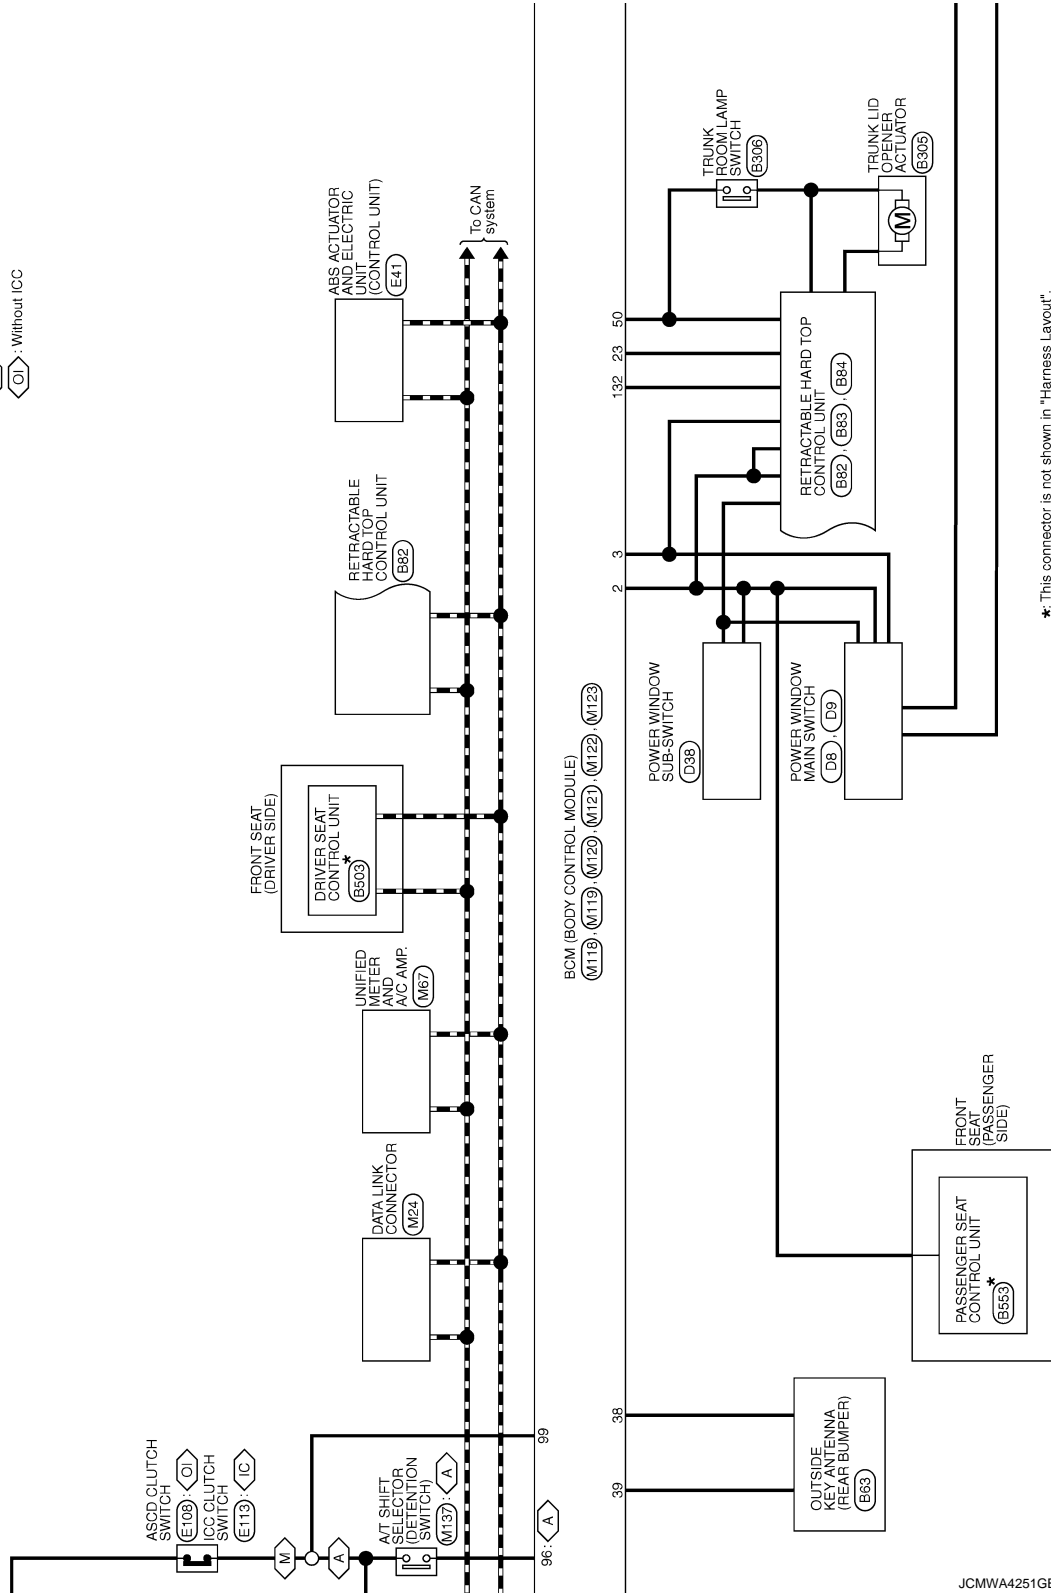 OI : Without ICC
ASCD CLUTCH
SWITCH
E108 : OI
ICC CLUTCH
SWITCH
E113 : IC
M
A
A/T SHIFT
SELECTOR
(DETENTION
SWITCH)
M137 : A
96 : A
99
DATA LINK
CONNECTOR
M24
UNIFIED
METER
AND
A/C AMP.
M67
FRONT SEAT
(DRIVER SIDE)
DRIVER SEAT
CONTROL UNIT
B503 *
RETRACTABLE
HARD TOP
CONTROL UNIT
B82
ABS ACTUATOR
AND ELECTRIC
UNIT
(CONTROL UNIT)
E41
To CAN
system
BCM (BODY CONTROL MODULE)
M118 , M119 , M120 , M121 , M122 , M123
39
38
2
3
132
23
50
OUTSIDE
KEY ANTENNA
(REAR BUMPER)
B63
FRONT
SEAT
(PASSENGER
SIDE)
PASSENGER SEAT
CONTROL UNIT
B553 *
POWER WINDOW
SUB-SWITCH
D38
POWER WINDOW
MAIN SWITCH
D8 , D9
RETRACTABLE HARD TOP
CONTROL UNIT
B82 , B83 , B84
TRUNK
ROOM LAMP
SWITCH
B306
TRUNK LID
OPENER
ACTUATOR
B305
M
*: This connector is not shown in "Harness Layout".
JCMWA4251GE